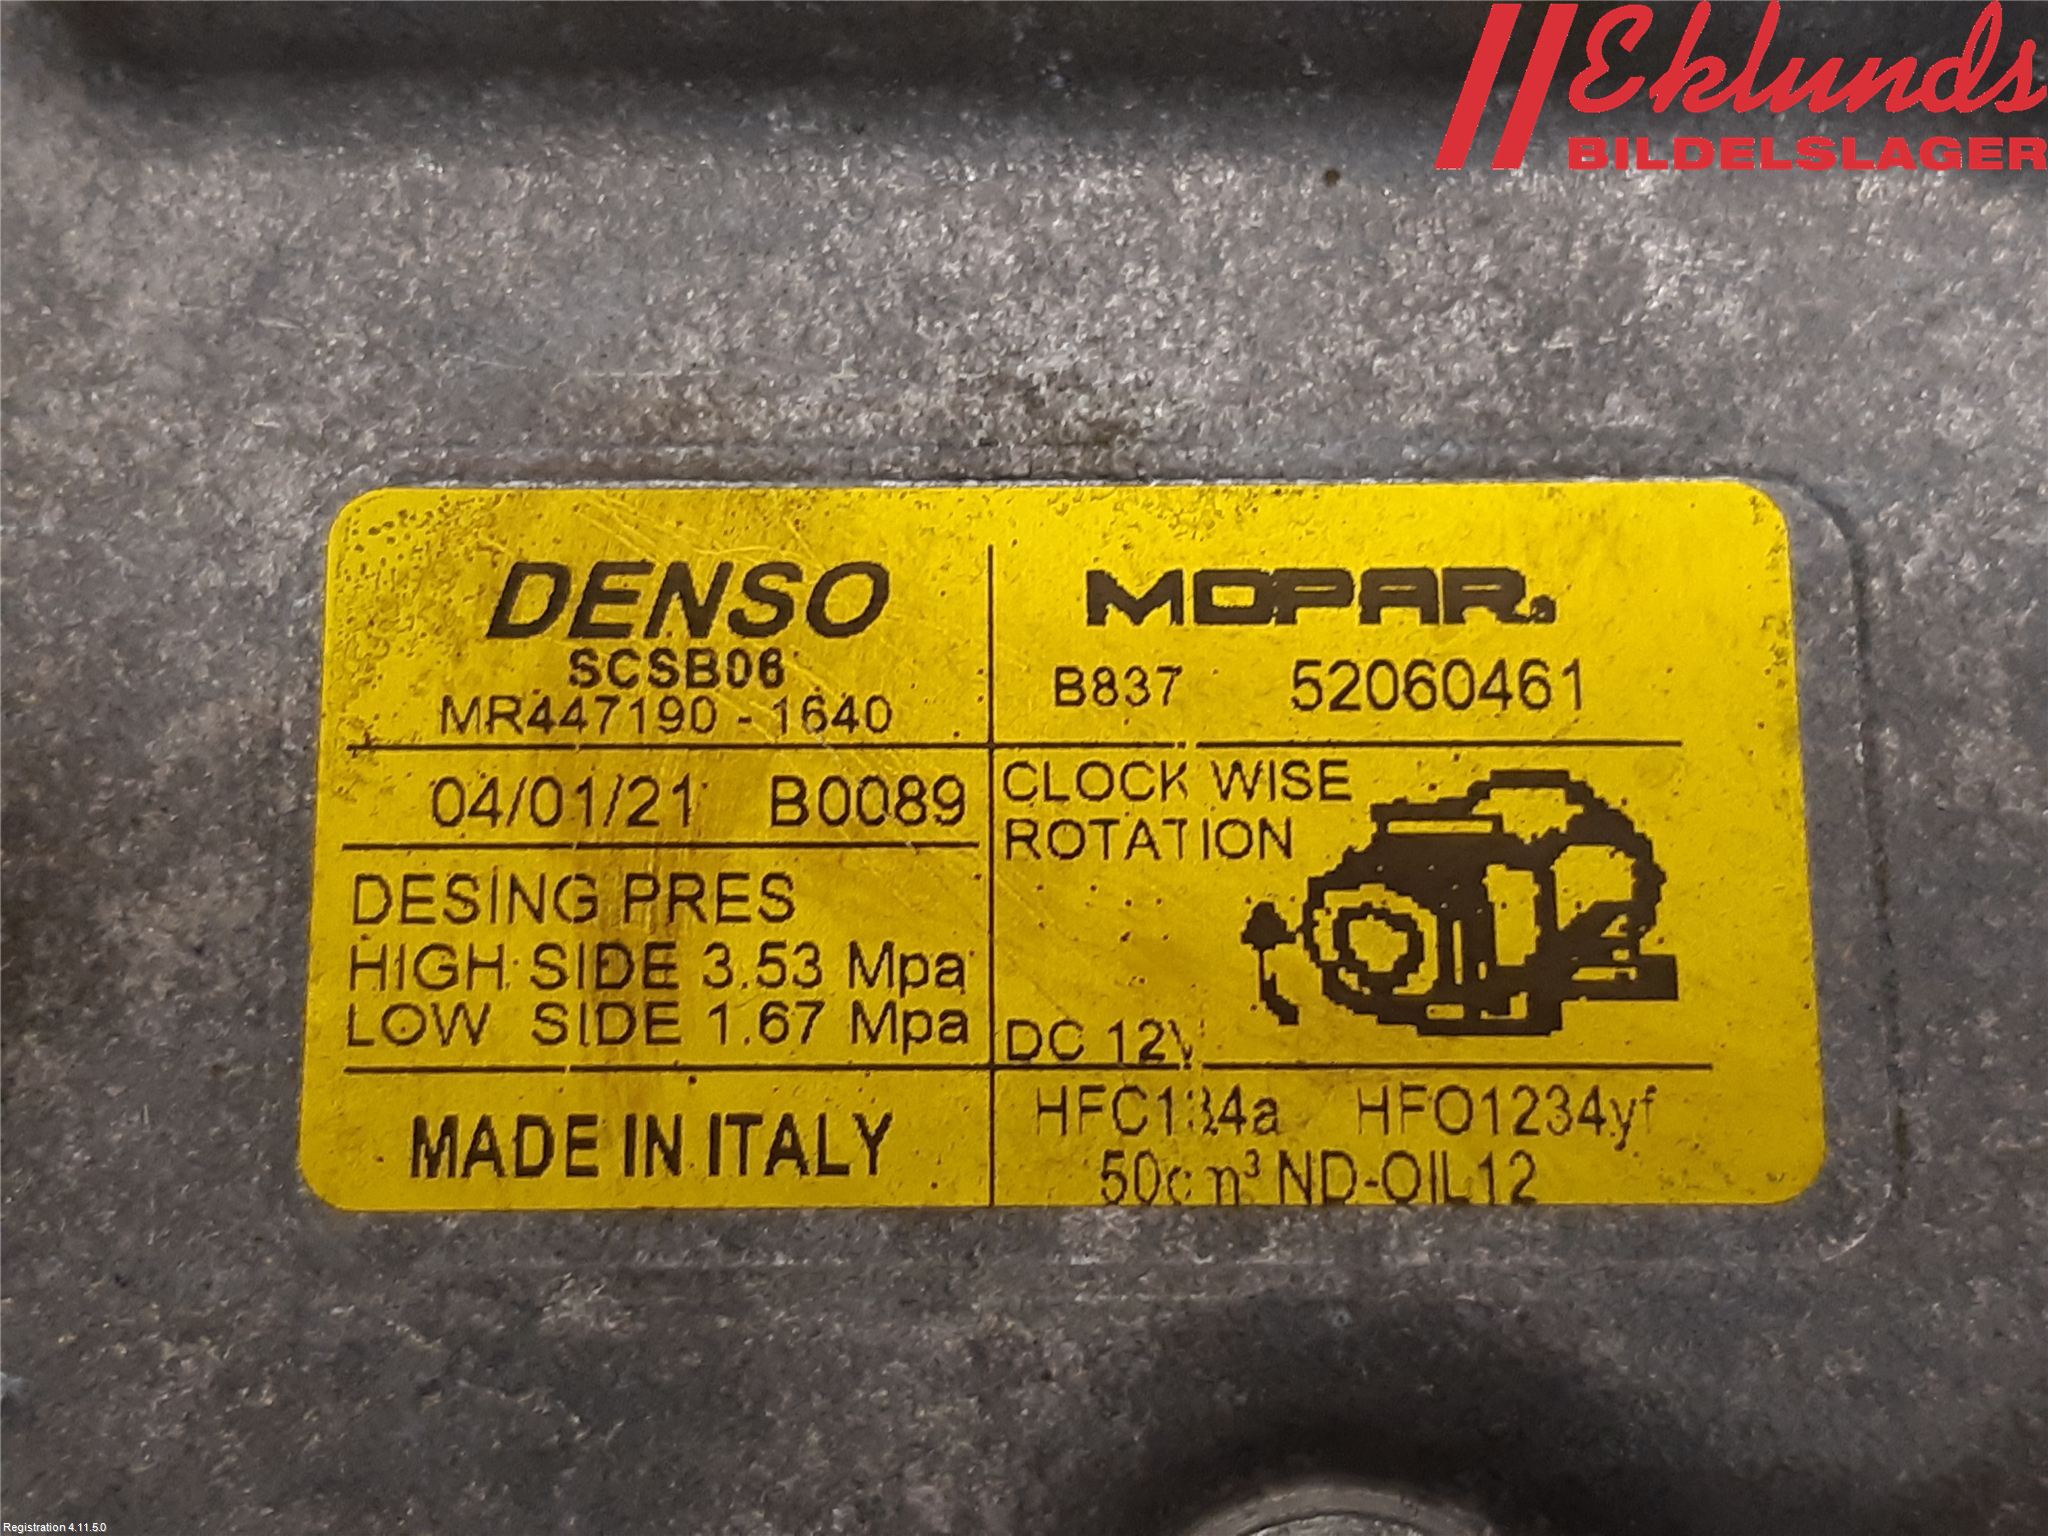 Eklunds
BILDELSLAGER
DENSO
SCSB06
MR447190 - 1640
MOPAR.
B837 52060461
04/01/21 B0089
DESING PRES
HIGH SIDE 3.53 Mpa
LOW SIDE 1.67 Mpa
CLOCK WISE
ROTATION
DC 12V
MADE IN ITALY
HFC134a HFO1234yf
50cm³ ND-OIL12
Registration 4.11.5.0